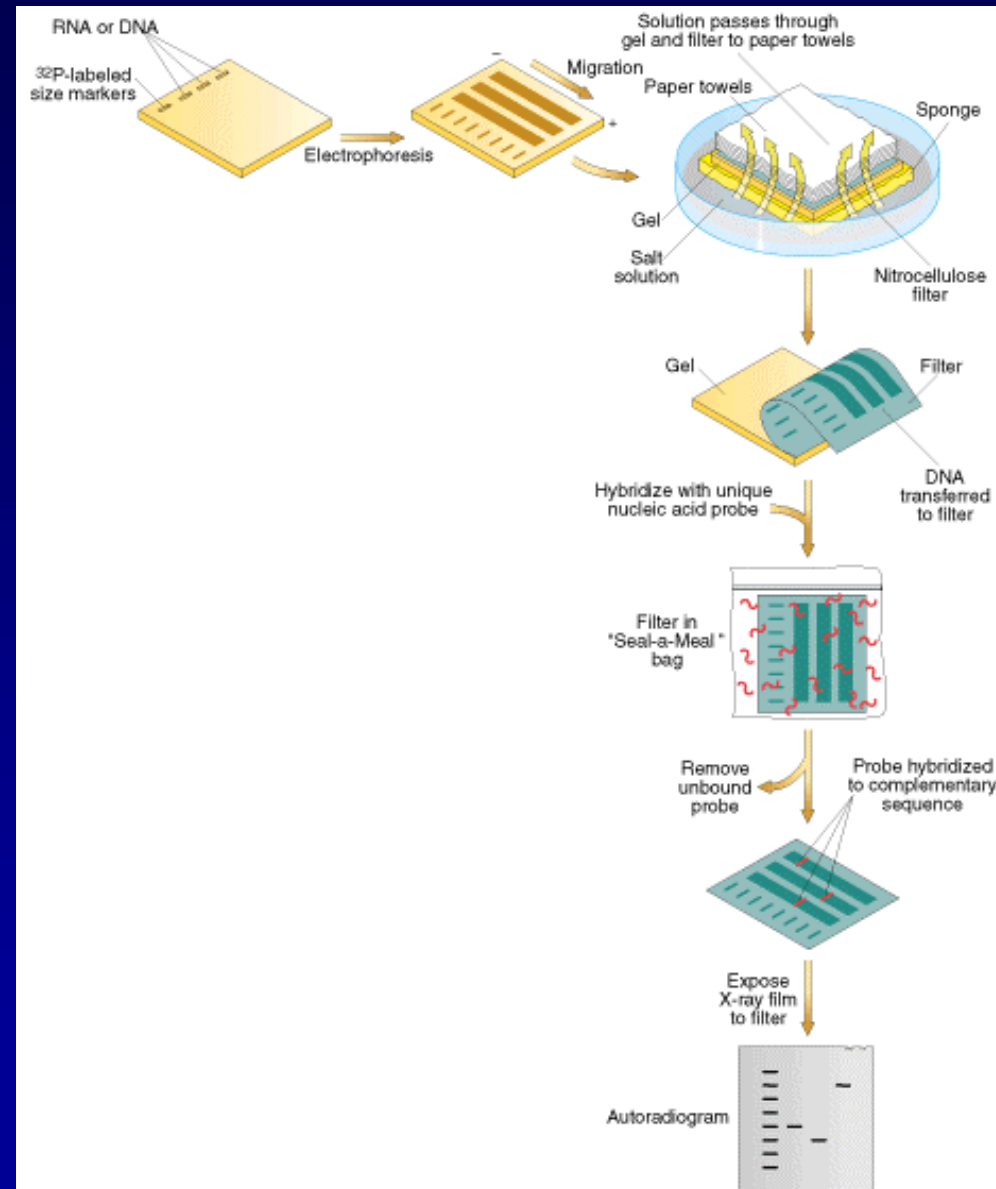 RNA or DNA
32P-labeled
size markers
Electrophoresis
–
Migration
+
Solution passes through
gel and filter to paper towels
Paper towels
Sponge
Gel
Salt
solution
Nitrocellulose
filter
Gel
Filter
DNA
transferred
to filter
Hybridize with unique
nucleic acid probe
Filter in
"Seal-a-Meal"
bag
Remove
unbound
probe
Probe hybridized
to complementary
sequence
Expose
X-ray film
to filter
Autoradiogram